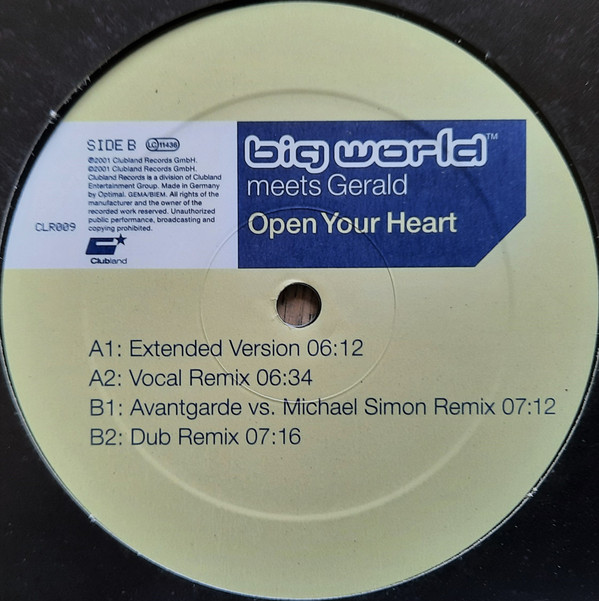 SIDE B LC 11438
℗2001 Clubland Records GmbH.
©2001 Clubland Records GmbH.
Clubland Records is a division of Clubland
Entertainment Group. Made in Germany
by Optimal. GEMA/BIEM. All rights of the
manufacturer and the owner of the
recorded work reserved. Unauthorized
public performance, broadcasting and
copying prohibited.
CLR009
Clubland
big world™
meets Gerald
Open Your Heart
A1: Extended Version 06:12
A2: Vocal Remix 06:34
B1: Avantgarde vs. Michael Simon Remix 07:12
B2: Dub Remix 07:16